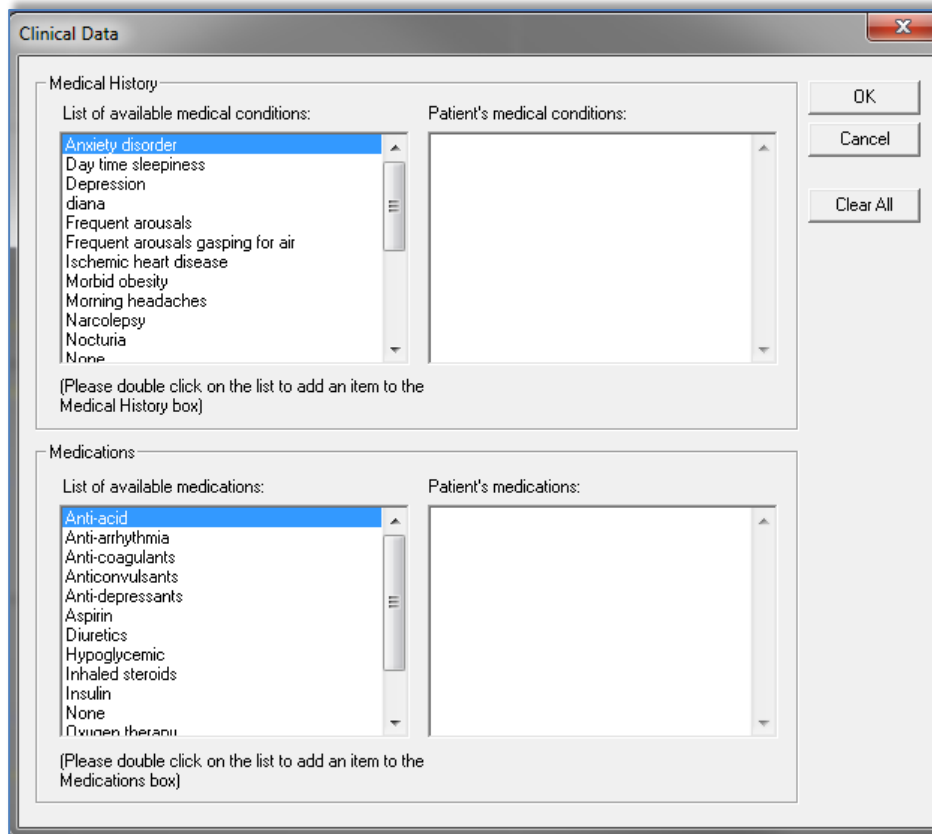 Clinical Data
Medical History
List of available medical conditions:
Patient's medical conditions:
OK
Cancel
Clear All
Anxiety disorder
Day time sleepiness
Depression
diana
Frequent arousals
Frequent arousals gasping for air
Ischemic heart disease
Morbid obesity
Morning headaches
Narcolepsy
Nocturia
None
(Please double click on the list to add an item to the
Medical History box)
Medications
List of available medications:
Patient's medications:
Anti-acid
Anti-arrhythmia
Anti-coagulants
Anticonvulsants
Anti-depressants
Aspirin
Diuretics
Hypoglycemic
Inhaled steroids
Insulin
None
Oxygen therapy
(Please double click on the list to add an item to the
Medications box)